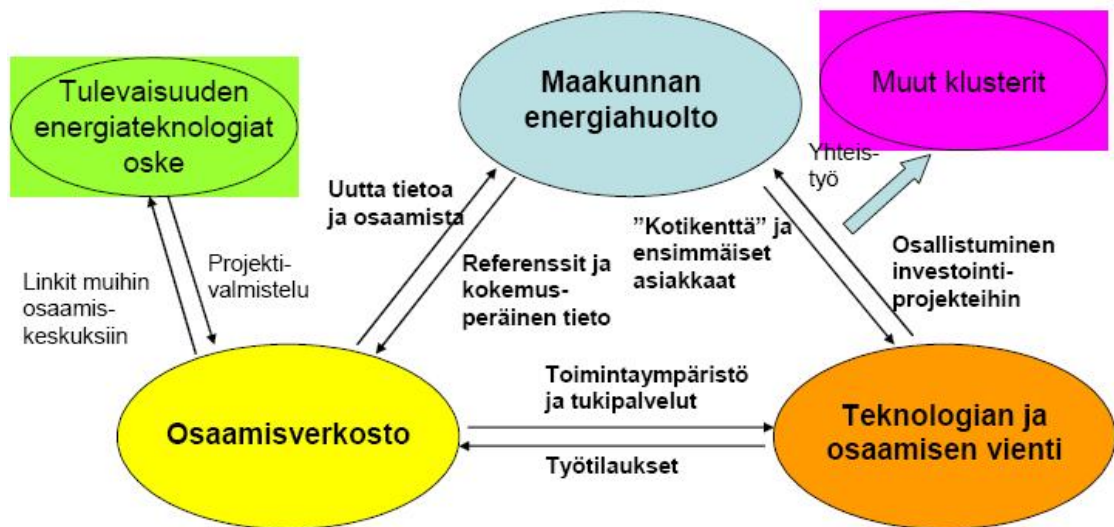 Tulevaisuuden
energiateknologiat
oske
Maakunnan
energiahuolto
Muut klusterit
Yhteis-
työ
Uutta tietoa
ja osaamista
”Kotikenttä” ja
ensimmäiset
asiakkaat
Osallistuminen
investointi-
projekteihin
Linkit muihin
osaamis-
keskuksiin
Projekti-
valmistelu
Referenssit ja
kokemus-
peräinen tieto
Toimintaympäristö
ja tukipalvelut
Osaamisverkosto
Teknologian ja
osaamisen vienti
Työtilaukset